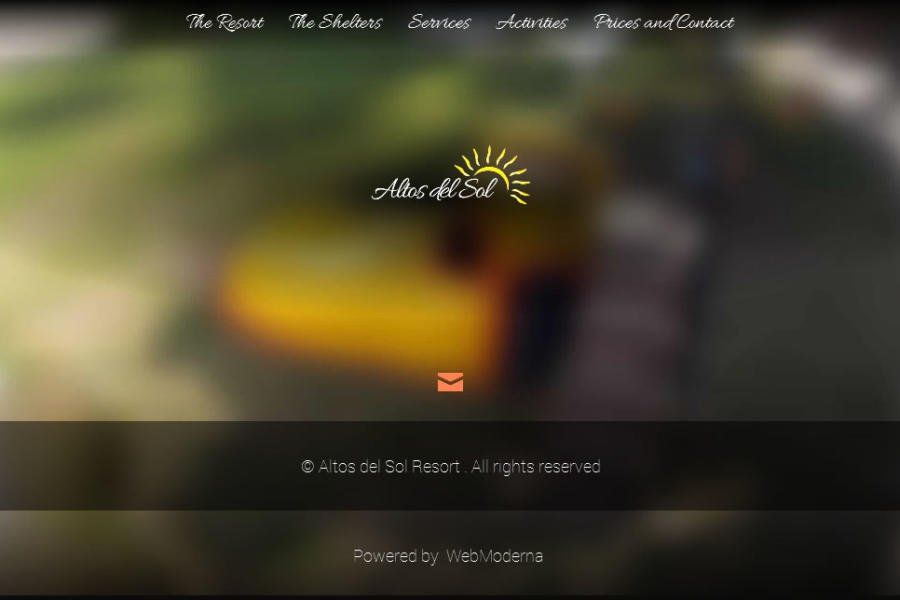 The Resort The Shelters Services Activities Prices and Contact
Altos del Sol
© Altos del Sol Resort . All rights reserved
Powered by WebModerna